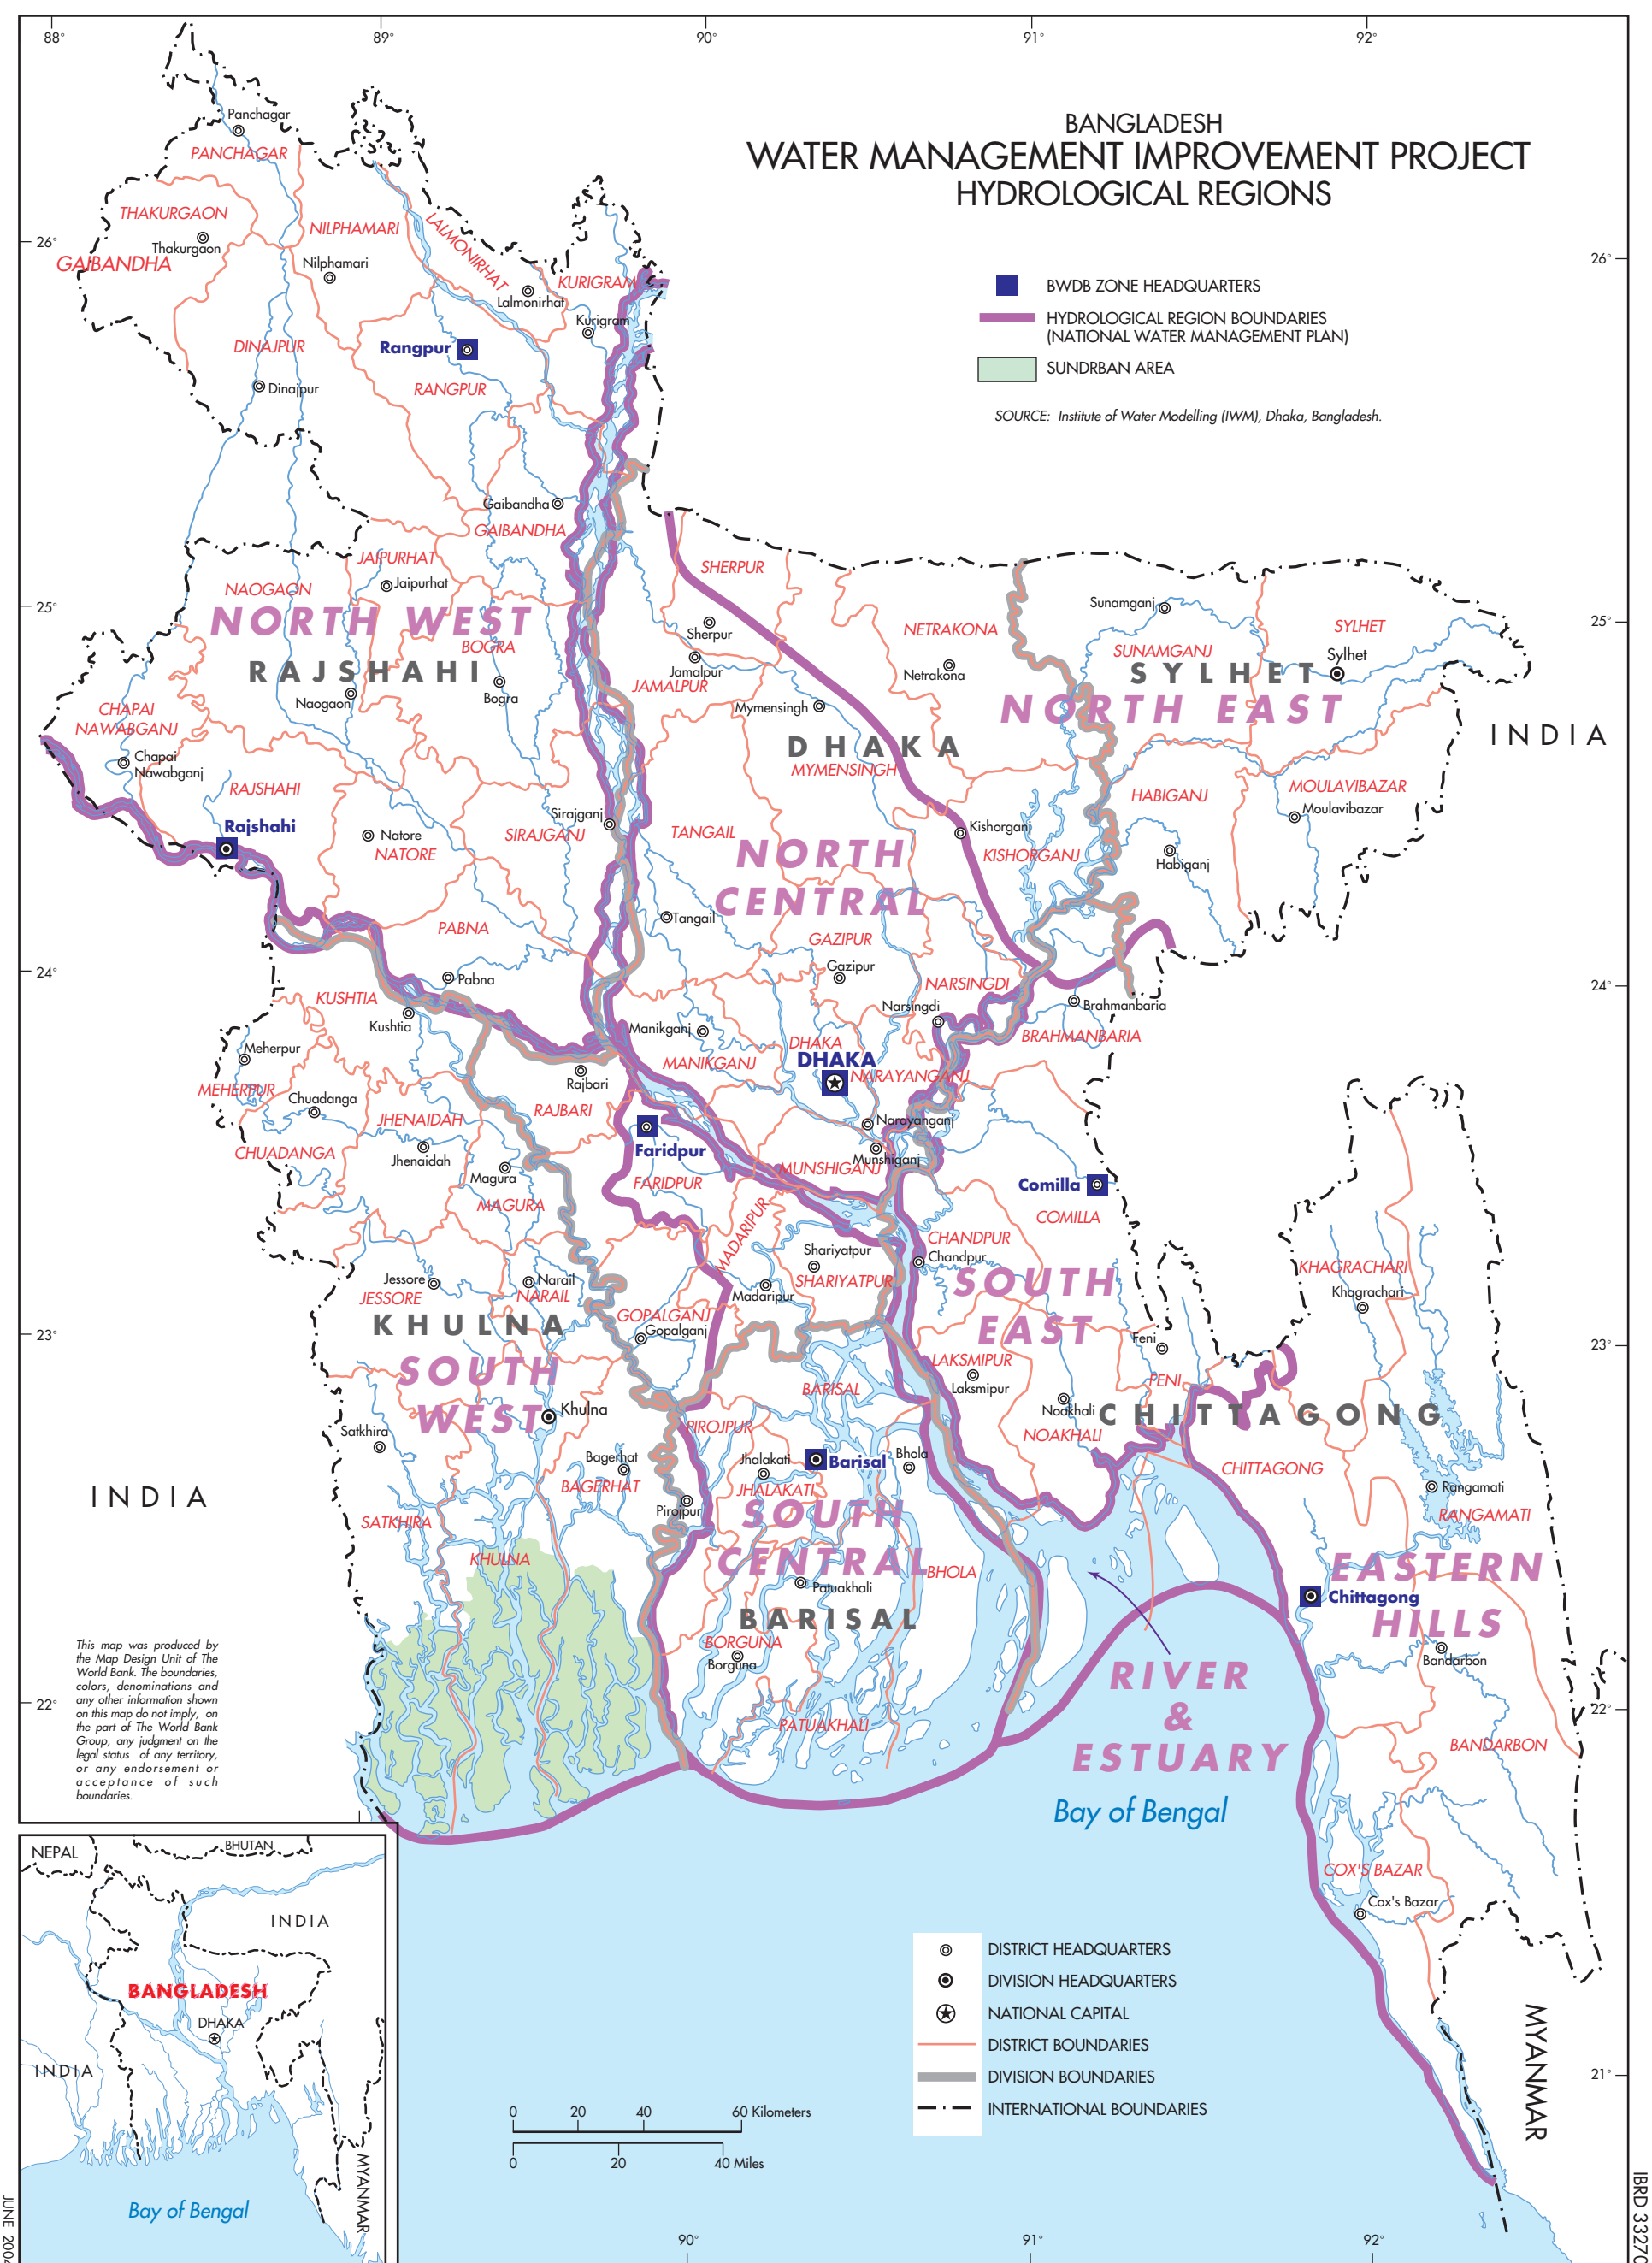 88°
89°
90°
91°
92°
BANGLADESH
WATER MANAGEMENT IMPROVEMENT PROJECT
HYDROLOGICAL REGIONS
BWDB ZONE HEADQUARTERS
HYDROLOGICAL REGION BOUNDARIES
(NATIONAL WATER MANAGEMENT PLAN)
SUNDRBAN AREA
SOURCE: Institute of Water Modelling (IWM), Dhaka, Bangladesh.
Panchagar
PANCHAGAR
THAKURGAON
Thakurgaon
GAIBANDHA
NILPHAMARI
Nilphamari
LALMONIRHAT
Lalmonirhat
KURIGRAM
Kurigram
26°
26°
DINAJPUR
Dinajpur
Rangpur
RANGPUR
Gaibandha
GAIBANDHA
JAIPURHAT
Jaipurhat
NAOGAON
NORTH WEST
BOGRA
RAJSHAHI
Naogaon
Bogra
25°
25°
SHERPUR
Sherpur
Jamalpur
JAMALPUR
Mymensingh
NETRAKONA
Netrakona
Sunamganj
SUNAMGANJ
SYLHET
Sylhet
SYLHET
NORTH EAST
INDIA
CHAPAI
NAWABGANJ
Chapai
Nawabganj
RAJSHAHI
Rajshahi
Natore
NATORE
Sirajganj
SIRAJGANJ
DHAKA
MYMENSINGH
TANGAIL
NORTH
CENTRAL
Tangail
Kishorganj
KISHORGANJ
HABIGANJ
Habiganj
MOULAVIBAZAR
Moulavibazar
PABNA
Pabna
GAZIPUR
Gazipur
24°
24°
KUSHTIA
Kushtia
NARSINGDI
Narsingdi
Brahmanbaria
BRAHMANBARIA
Manikganj
MANIKGANJ
DHAKA
DHAKA
NARAYANGANJ
Narayanganj
Meherpur
MEHERPUR
Chuadanga
CHUADANGA
JHENAIDAH
Jhenaidah
Rajbari
RAJBARI
Faridpur
FARIDPUR
Magura
MAGURA
MUNSHIGANJ
Munshiganj
Comilla
COMILLA
MADARIPUR
Madaripur
Shariyatpur
SHARIYATPUR
CHANDPUR
Chandpur
SOUTH
EAST
KHAGRACHARI
Khagrachari
Jessore
JESSORE
Narail
NARAIL
KHULNA
GOPALGANJ
Gopalganj
23°
23°
SOUTH
WEST
Khulna
Satkhira
SATKHIRA
Bagerhat
BAGERHAT
KHULNA
PIROJPUR
Pirojpur
BARISAL
Barisal
Jhalakati
JHALAKATI
Bhola
BHOLA
SOUTH
CENTRAL
Patuakhali
BARISAL
BORGUNA
Borguna
PATUAKHALI
LAKSMIPUR
Laksmipur
Feni
FENI
Noakhali
NOAKHALI
CHITTAGONG
CHITTAGONG
Chittagong
Rangamati
RANGAMATI
EASTERN
HILLS
Bandarbon
BANDARBON
INDIA
22°
22°
RIVER
&
ESTUARY
Bay of Bengal
COX'S BAZAR
Cox's Bazar
MYANMAR
21°
This map was produced by
the Map Design Unit of The
World Bank. The boundaries,
colors, denominations and
any other information shown
on this map do not imply, on
the part of The World Bank
Group, any judgment on the
legal status of any territory,
or any endorsement or
acceptance of such
boundaries.
NEPAL
BHUTAN
INDIA
BANGLADESH
DHAKA
INDIA
Bay of Bengal
MYANMAR
DISTRICT HEADQUARTERS
DIVISION HEADQUARTERS
NATIONAL CAPITAL
DISTRICT BOUNDARIES
DIVISION BOUNDARIES
INTERNATIONAL BOUNDARIES
0 20 40 60 Kilometers
0 20 40 Miles
90°
91°
92°
IBRD 33270
JUNE 2004